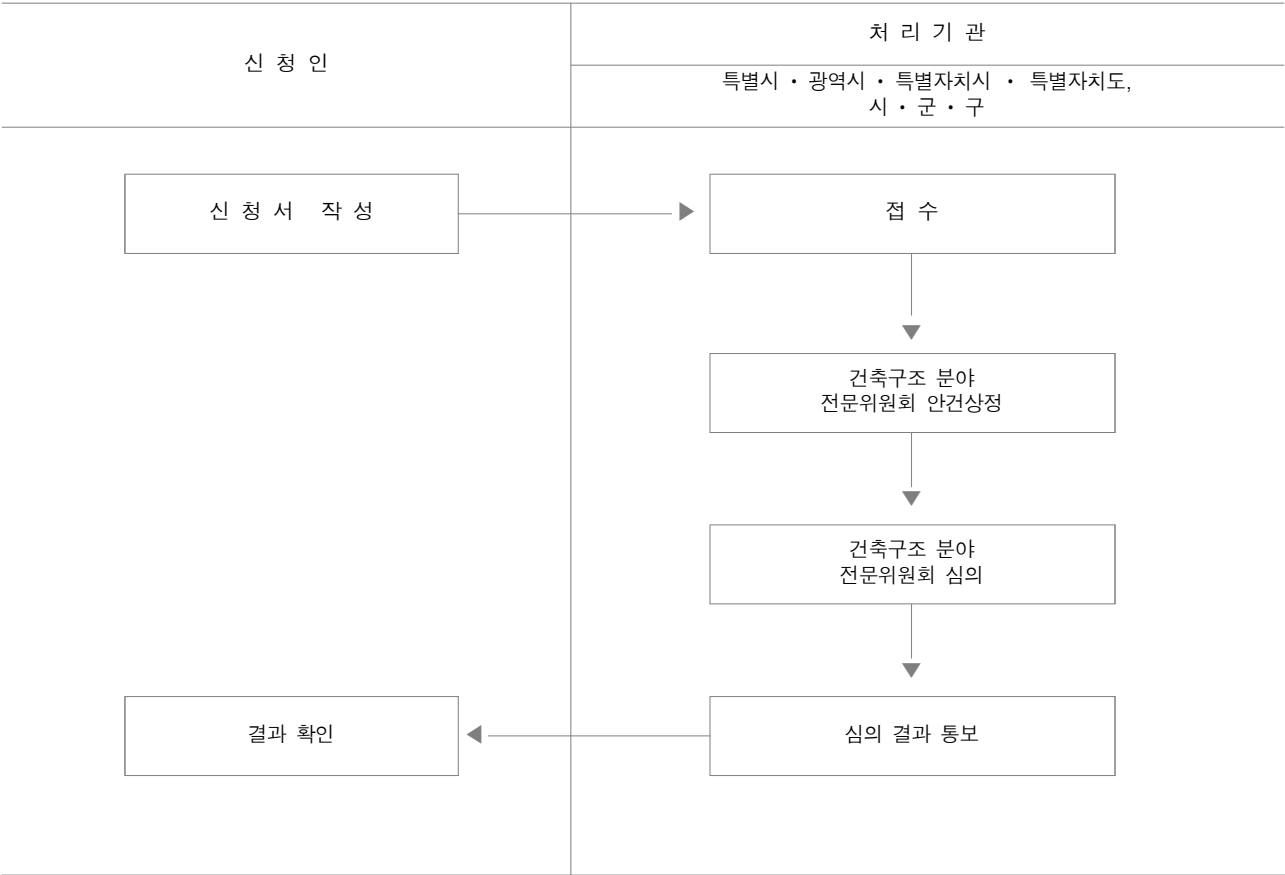 신 청 인
처 리 기 관
특별시 · 광역시 · 특별자치시 · 특별자치도,
시 · 군 · 구
신 청 서 작 성
접 수
건축구조 분야
전문위원회 안건상정
건축구조 분야
전문위원회 심의
결과 확인
심의 결과 통보